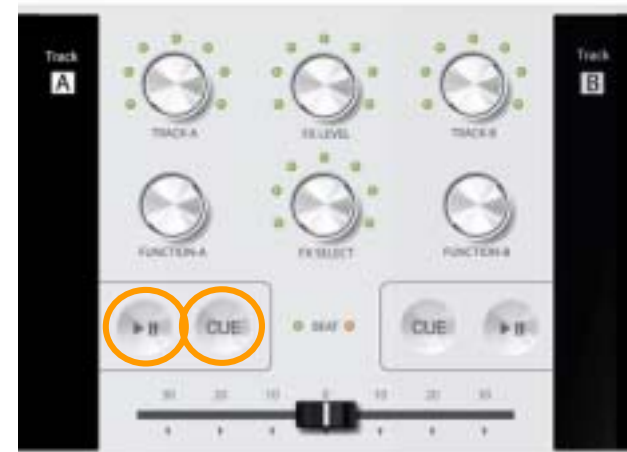 Track
A
Track
B
TRACK-A
FX LEVEL
TRACK-B
FUNCTION-A
FX SELECT
FUNCTION-B
CUE
BEAT
CUE
30 20 10 0 10 20 30